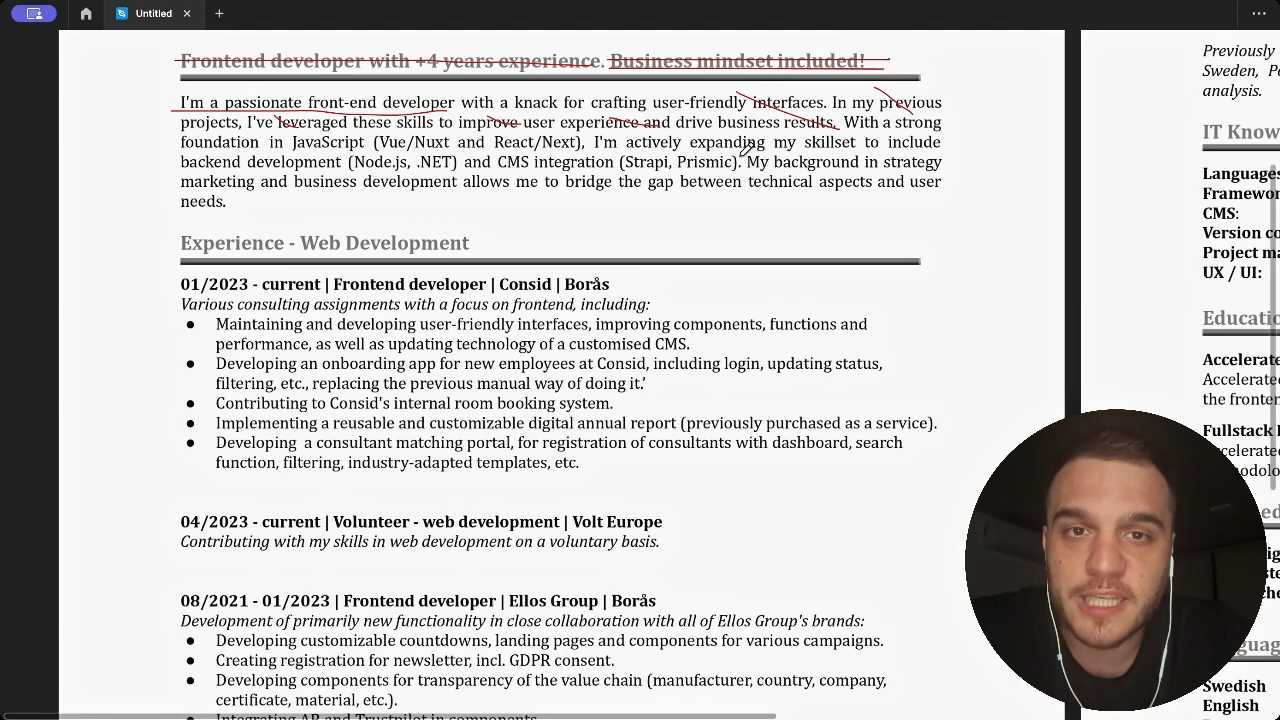 Untitled
Frontend developer with +4 years experience. Business mindset included!
I'm a passionate front-end developer with a knack for crafting user-friendly interfaces. In my previous
projects, I've leveraged these skills to improve user experience and drive business results. With a strong
foundation in JavaScript (Vue/Nuxt and React/Next), I'm actively expanding my skillset to include
backend development (Node.js, .NET) and CMS integration (Strapi, Prismic). My background in strategy
marketing and business development allows me to bridge the gap between technical aspects and user
needs.
Experience - Web Development
01/2023 - current | Frontend developer | Consid | Borås
Various consulting assignments with a focus on frontend, including:
● Maintaining and developing user-friendly interfaces, improving components, functions and
performance, as well as updating technology of a customised CMS.
● Developing an onboarding app for new employees at Consid, including login, updating status,
filtering, etc., replacing the previous manual way of doing it.'
● Contributing to Consid's internal room booking system.
● Implementing a reusable and customizable digital annual report (previously purchased as a service).
● Developing  a consultant matching portal, for registration of consultants with dashboard, search
function, filtering, industry-adapted templates, etc.
04/2023 - current | Volunteer - web development | Volt Europe
Contributing with my skills in web development on a voluntary basis.
08/2021 - 01/2023 | Frontend developer | Ellos Group | Borås
Development of primarily new functionality in close collaboration with all of Ellos Group's brands:
● Developing customizable countdowns, landing pages and components for various campaigns.
● Creating registration for newsletter, incl. GDPR consent.
● Developing components for transparency of the value chain (manufacturer, country, company,
certificate, material, etc.).
● Integrating AR and Trustpilot in components
Previously
Sweden, Po
analysis.
IT Know
Languages
Framewor
CMS:
Version co
Project ma
UX / UI:
Educatio
Accelerate
Accelerated
the fronten
Fullstack
Swedish
English